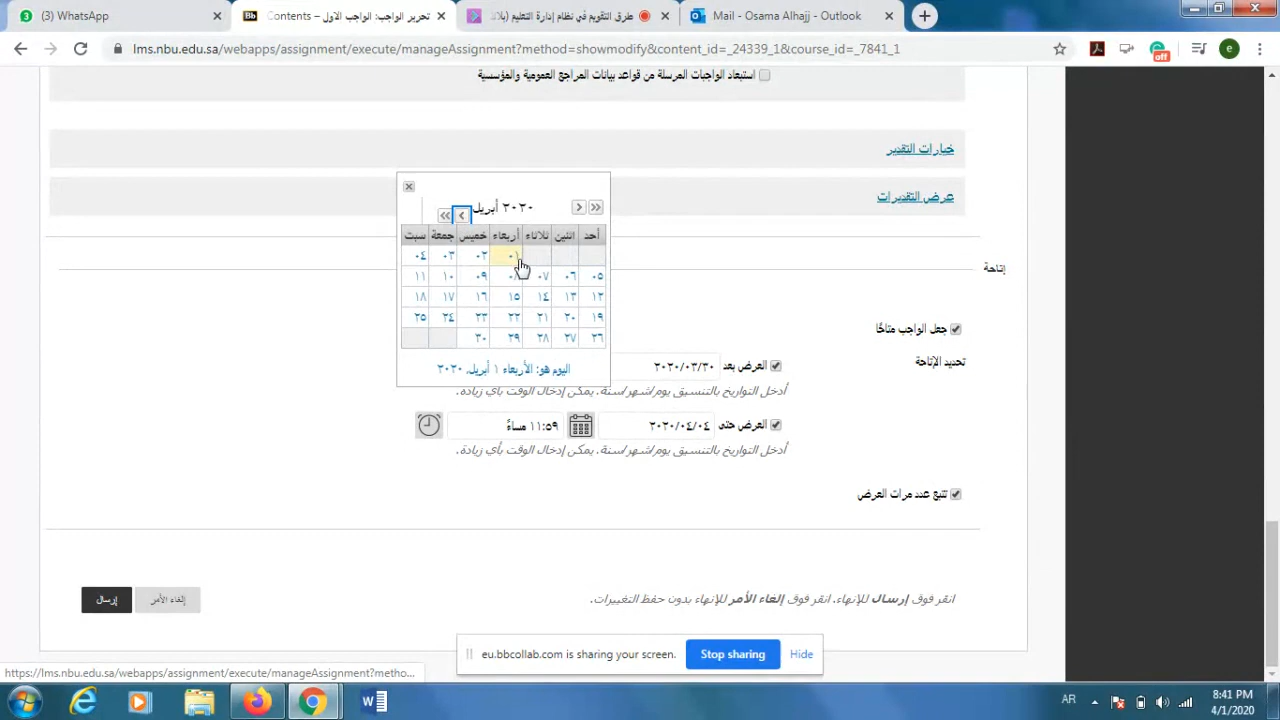 WhatsApp (3)
Contents – تحرير الواجب: الواجب الاول
طرق التقويم في نظام إدارة التعليم (بلا
Mail - Osama Alhajj - Outlook
lms.nbu.edu.sa/webapps/assignment/execute/manageAssignment?method=showmodify&content_id=_24339_1&course_id=_7841_1
off
e
استبعاد الواجبات المرسلة من قواعد بيانات المراجع العمومية والمؤسسية
خيارات التقدير
عرض التقديرات
٢٠٢٠ أبريل
أحد اثنين ثلاثاء أربعاء خميس جمعة سبت
٠١ ٠٢ ٠٣ ٠٤
٠٥ ٠٦ ٠٧ ٠٨ ٠٩ ١٠ ١١
١٢ ١٣ ١٤ ١٥ ١٦ ١٧ ١٨
١٩ ٢٠ ٢١ ٢٢ ٢٣ ٢٤ ٢٥
٢٦ ٢٧ ٢٨ ٢٩ ٣٠
اليوم هو: الأربعاء ١ أبريل, ٢٠٢٠
إتاحة
جعل الواجب متاحًا
تحديد الإتاحة
العرض بعد ٢٠٢٠/٠٣/٣٠
أدخل التواريخ بالتنسيق يوم/شهر/سنة. يمكن إدخال الوقت بأي زيادة.
العرض حتى ٢٠٢٠/٠٤/٠٤ ١١:٥٩ مساءً
أدخل التواريخ بالتنسيق يوم/شهر/سنة. يمكن إدخال الوقت بأي زيادة.
تتبع عدد مرات العرض
انقر فوق إرسال للإنهاء. انقر فوق إلغاء الأمر للإنهاء بدون حفظ التغييرات.
إلغاء الأمر إرسال
eu.bbcollab.com is sharing your screen. Stop sharing Hide
https://lms.nbu.edu.sa/webapps/assignment/execute/manageAssignment?metho...
AR
8:41 PM
4/1/2020